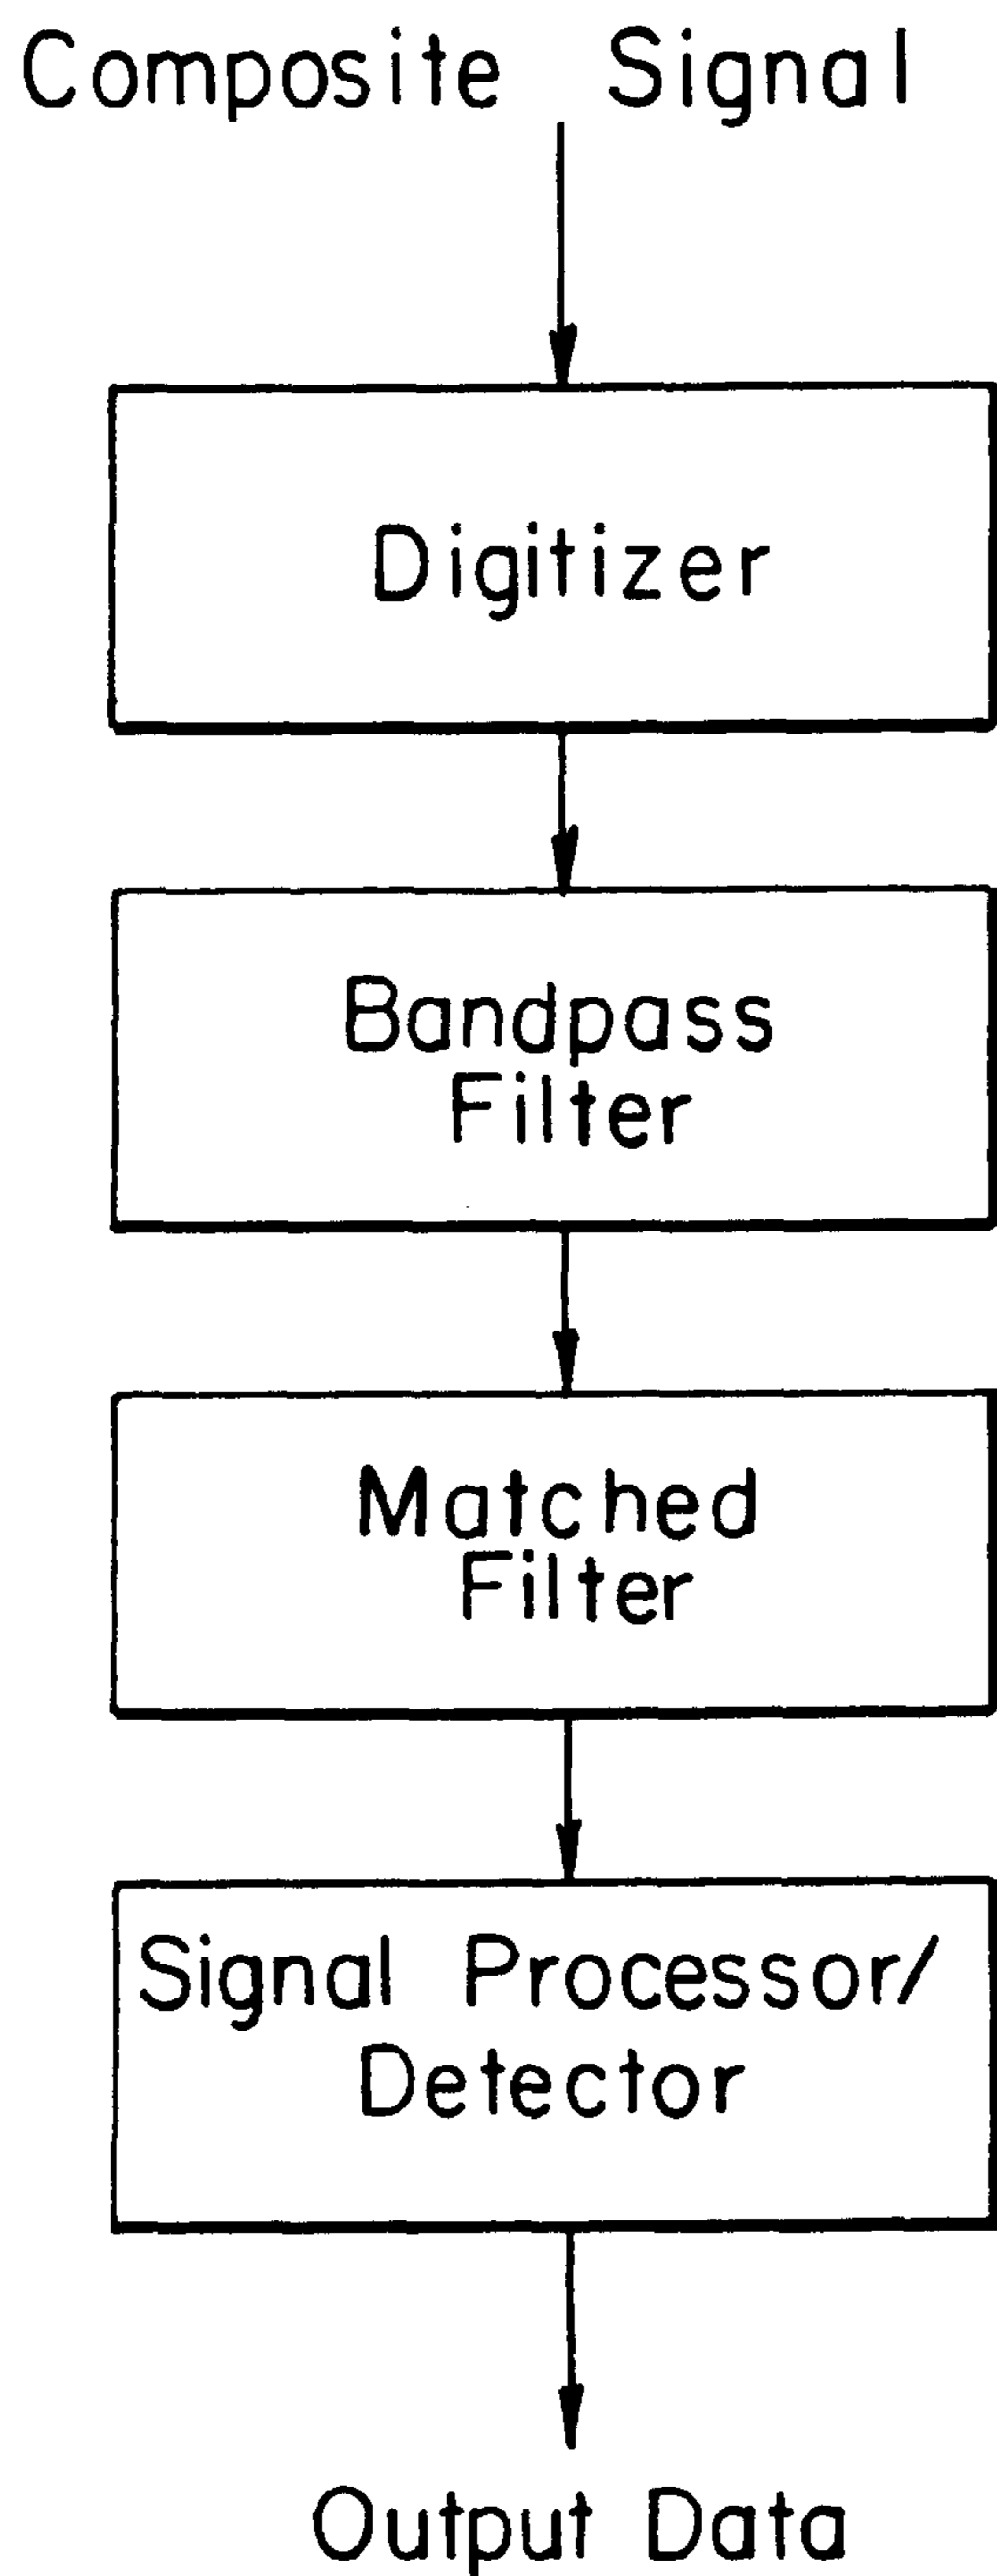 Composite Signal
Digitizer
Bandpass
Filter
Matched
Filter
Signal Processor/
Detector
Output Data